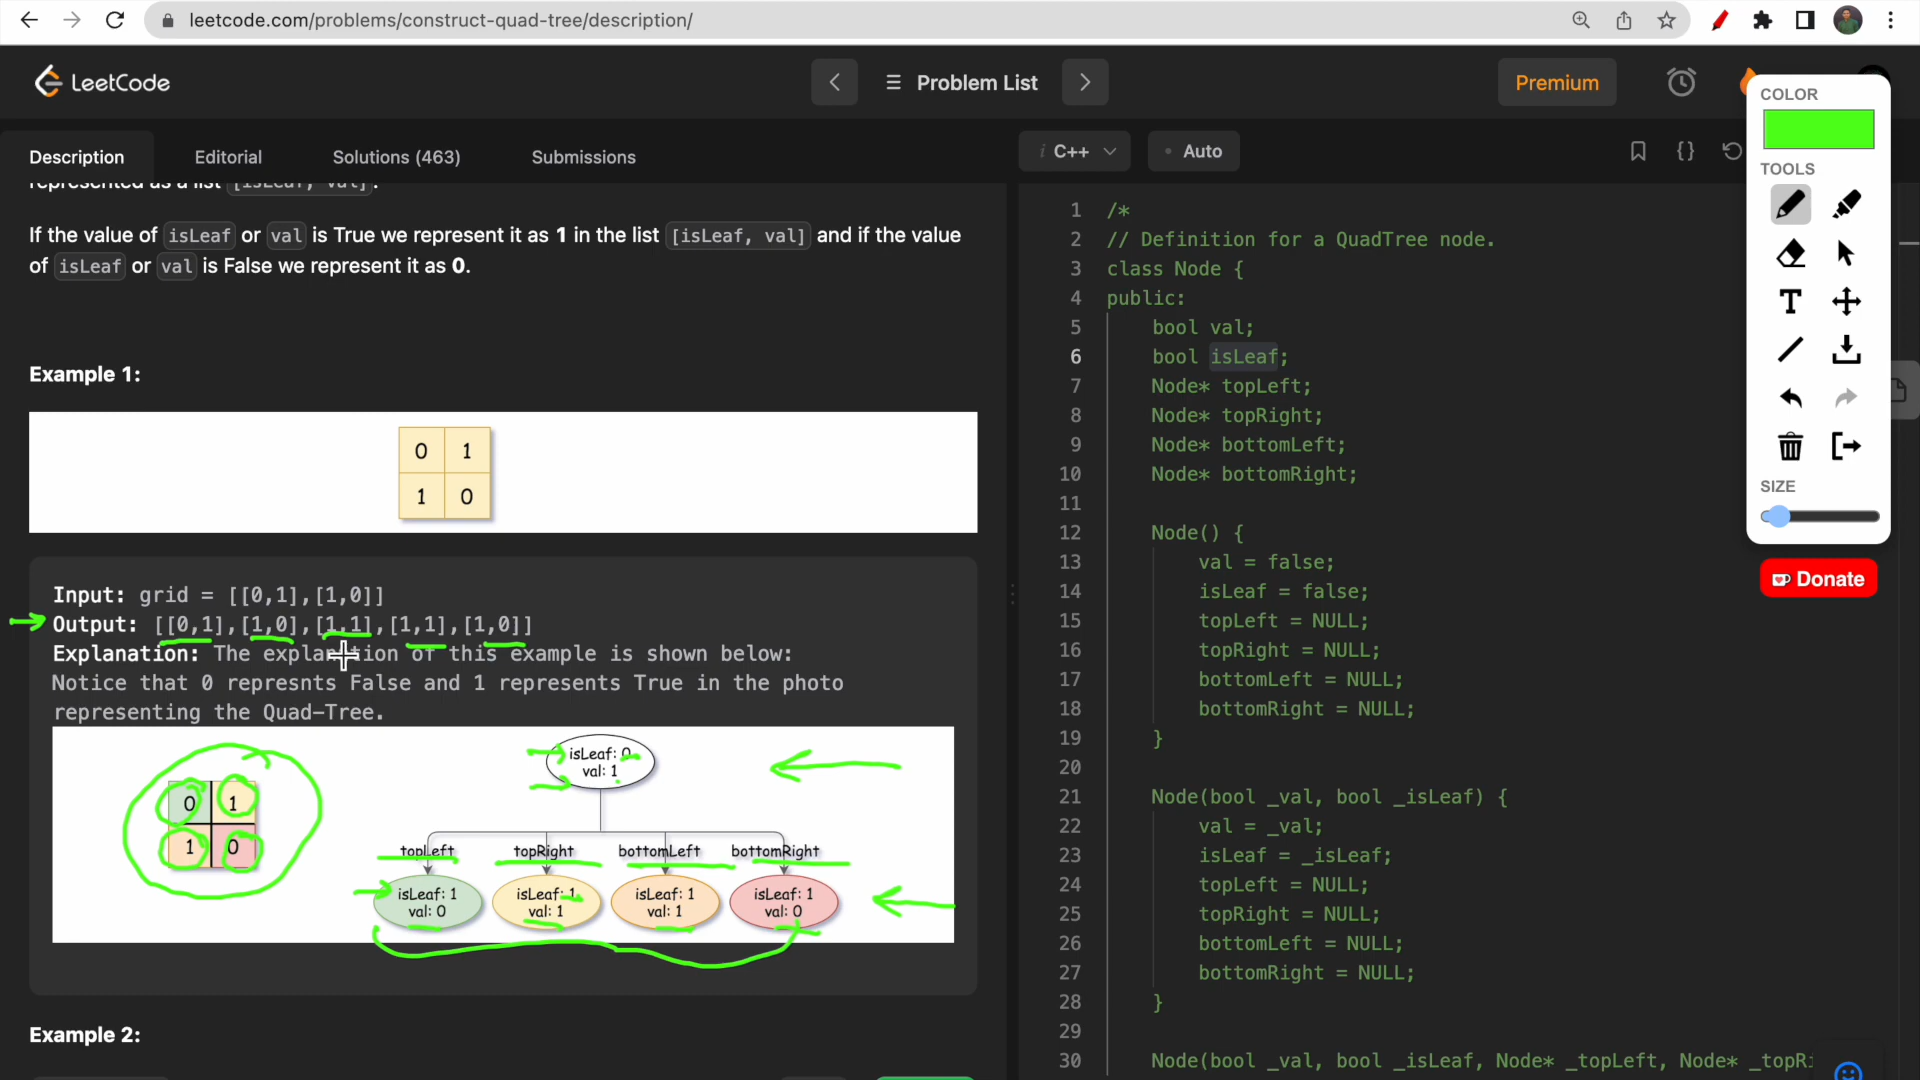 leetcode.com/problems/construct-quad-tree/description/
LeetCode
Problem List
Premium
Description
Editorial
Solutions (463)
Submissions
represented as a list [isLeaf, val].
If the value of isLeaf or val is True we represent it as 1 in the list [isLeaf, val] and if the value
of isLeaf or val is False we represent it as 0.
Example 1:
0 1
1 0
Input: grid = [[0,1],[1,0]]
Output: [[0,1],[1,0],[1,1],[1,1],[1,0]]
Explanation: The explanation of this example is shown below:
Notice that 0 represnts False and 1 represents True in the photo
representing the Quad-Tree.
0 1
1 0
isLeaf: 0
val: 1
topLeft
topRight
bottomLeft
bottomRight
isLeaf: 1
val: 0
isLeaf: 1
val: 1
isLeaf: 1
val: 1
isLeaf: 1
val: 0
Example 2:
i C++
Auto
{}
1 /*
2 // Definition for a QuadTree node.
3 class Node {
4 public:
5 bool val;
6 bool isLeaf;
7 Node* topLeft;
8 Node* topRight;
9 Node* bottomLeft;
10 Node* bottomRight;
11
12 Node() {
13 val = false;
14 isLeaf = false;
15 topLeft = NULL;
16 topRight = NULL;
17 bottomLeft = NULL;
18 bottomRight = NULL;
19 }
20
21 Node(bool _val, bool _isLeaf) {
22 val = _val;
23 isLeaf = _isLeaf;
24 topLeft = NULL;
25 topRight = NULL;
26 bottomLeft = NULL;
27 bottomRight = NULL;
28 }
29
30 Node(bool _val, bool _isLeaf, Node* _topLeft, Node* _topRi
COLOR
TOOLS
T
SIZE
Donate